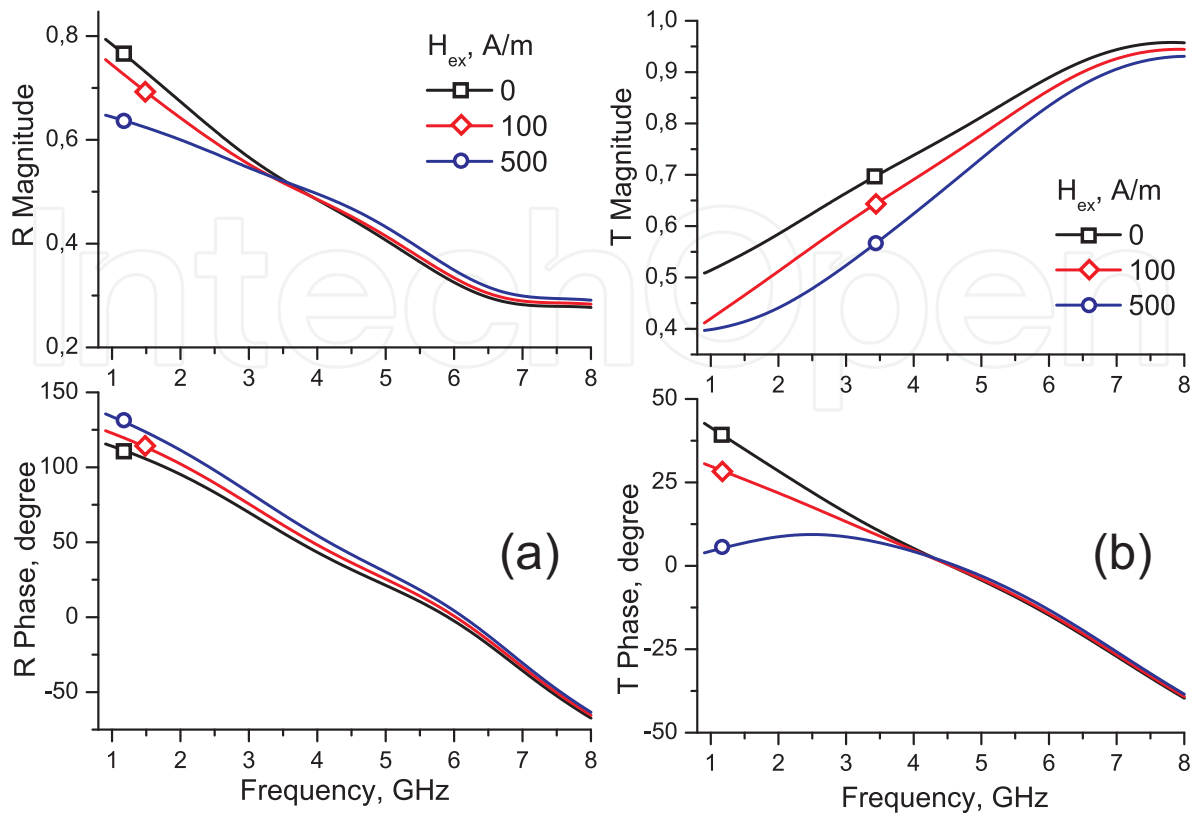 R Magnitude
0,8
0,6
0,4
0,2
H_ex, A/m
0
100
500
1 2 3 4 5 6 7 8
T Magnitude
1,0
0,9
0,8
0,7
0,6
0,5
0,4
H_ex, A/m
0
100
500
1 2 3 4 5 6 7 8
R Phase, degree
150
100
50
0
-50
(a)
1 2 3 4 5 6 7 8
Frequency, GHz
T Phase, degree
50
25
0
-25
-50
(b)
1 2 3 4 5 6 7 8
Frequency, GHz
IntechOpen